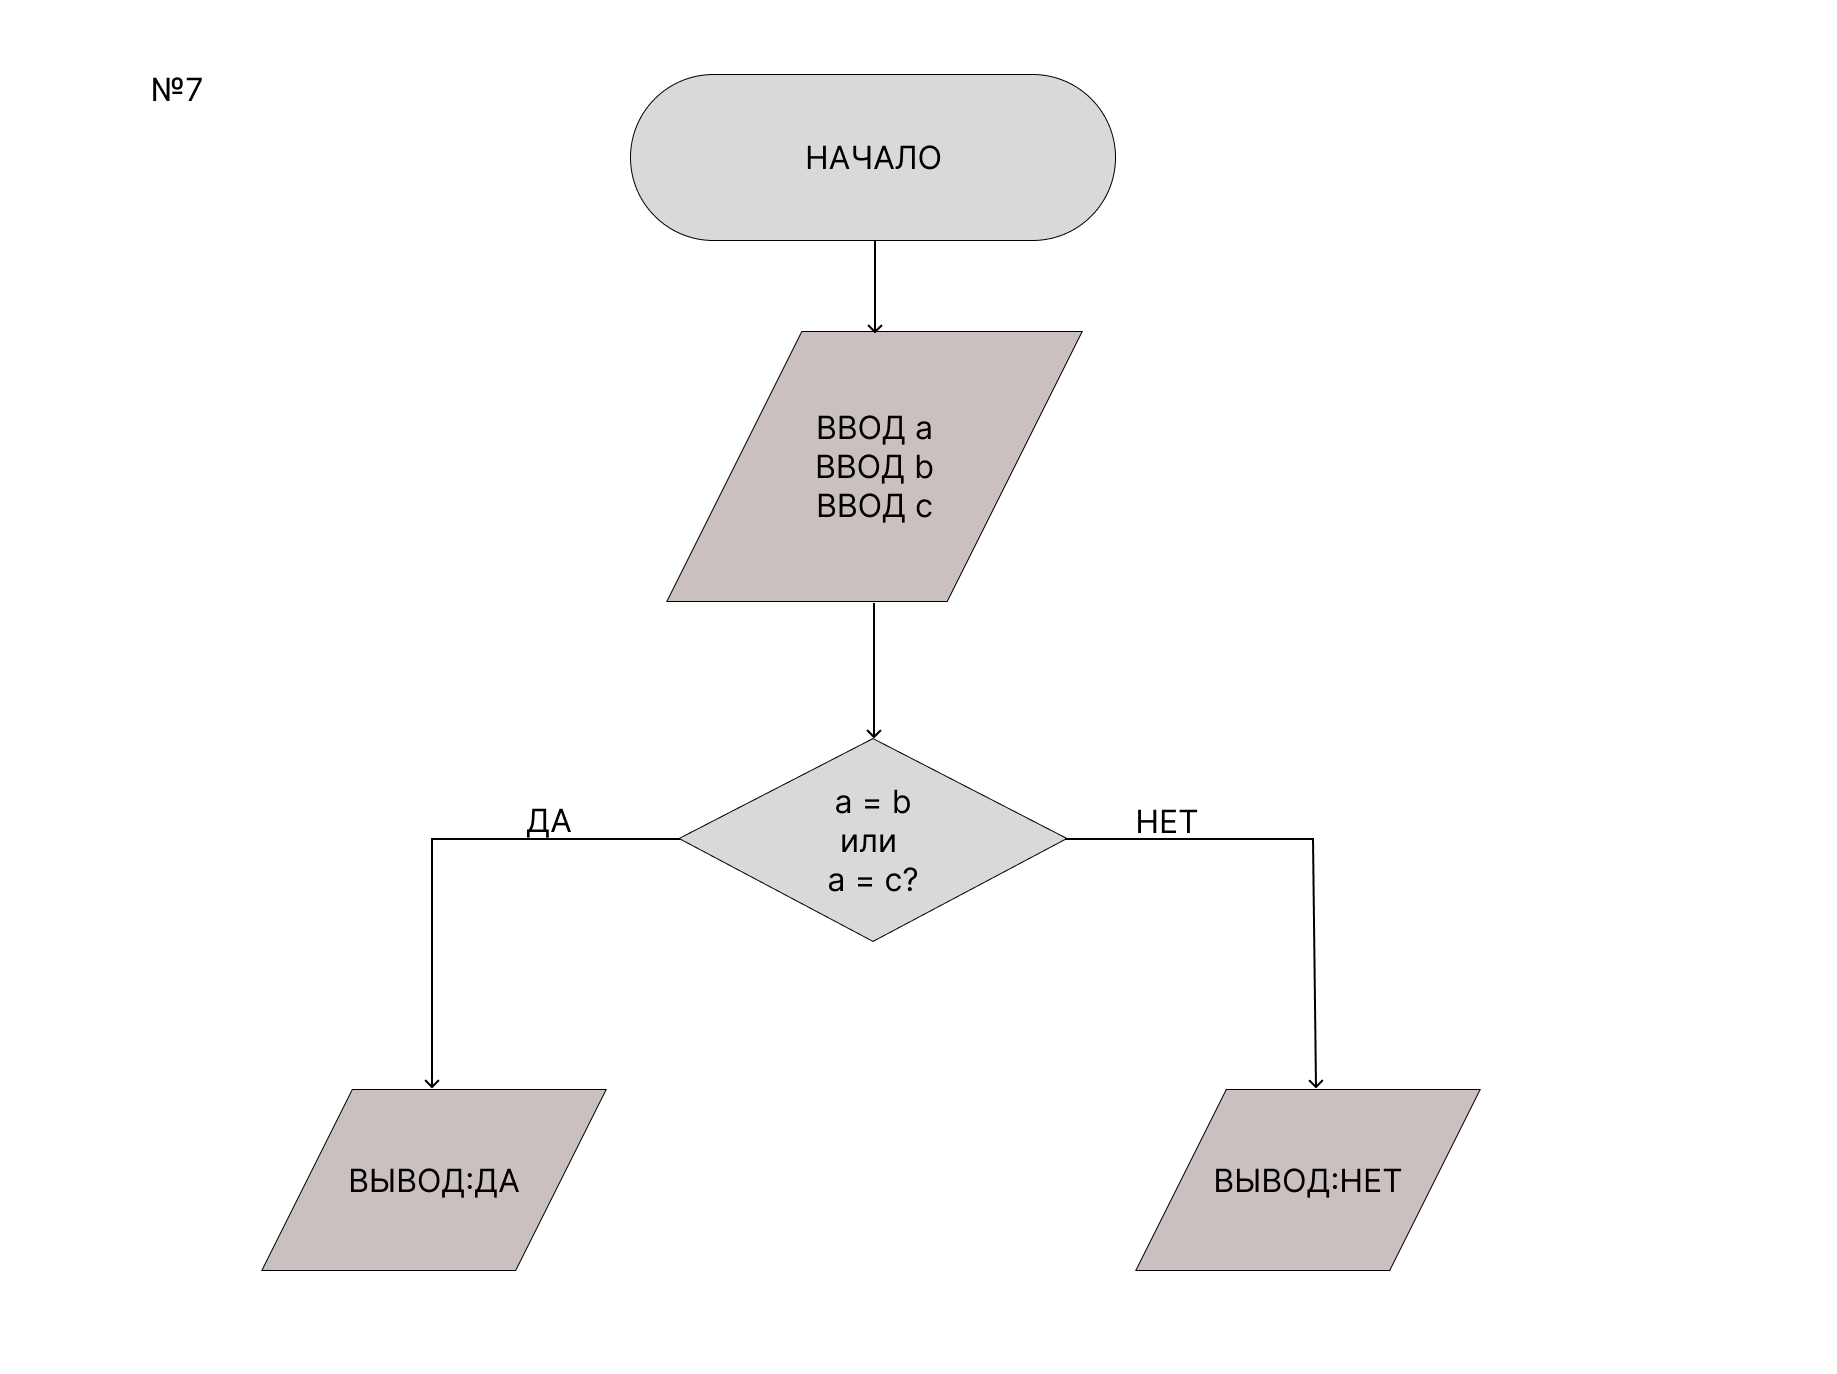 №7
НАЧАЛО
ВВОД a
ВВОД b
ВВОД c
a = b
или
a = c?
ДА
НЕТ
ВЫВОД:ДА
ВЫВОД:НЕТ